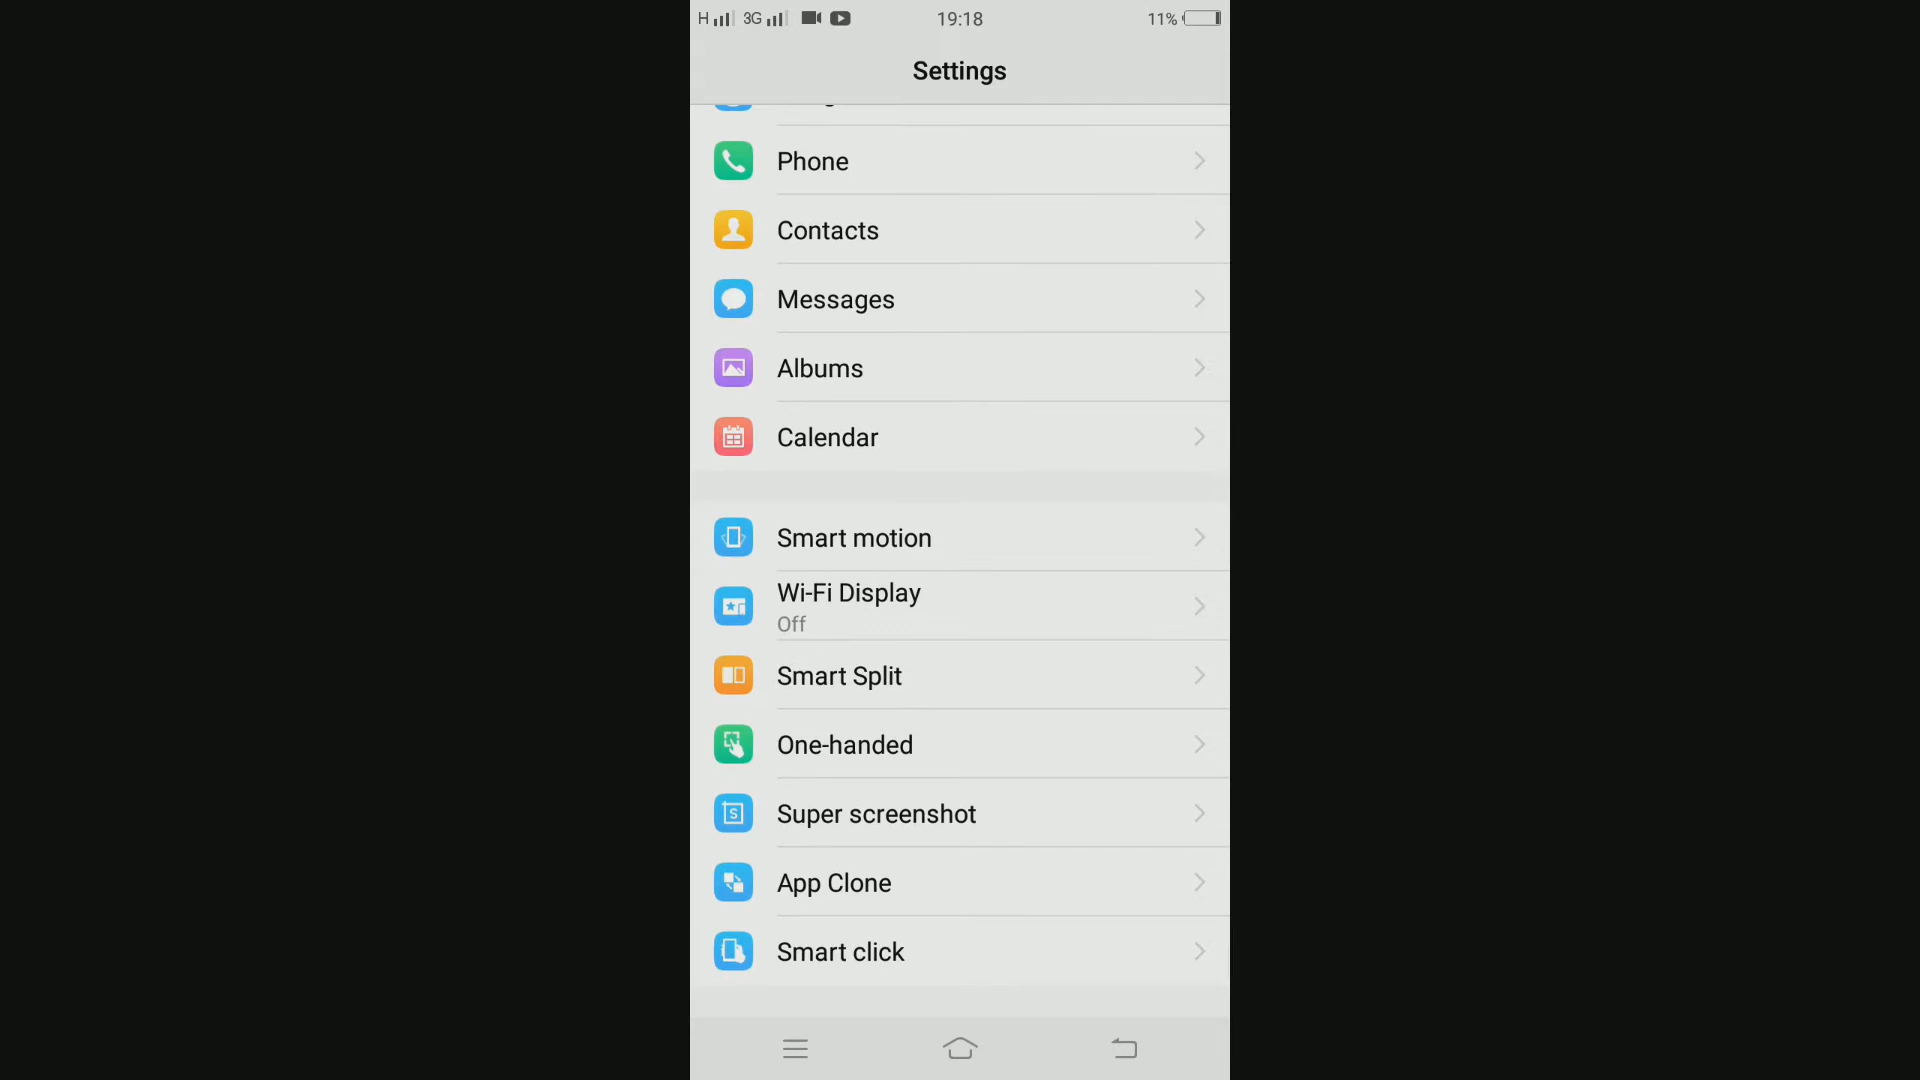 H 3G 19:18 11%
Settings
Phone
Contacts
Messages
Albums
Calendar
Smart motion
Wi-Fi Display
Off
Smart Split
One-handed
Super screenshot
S
App Clone
Smart click